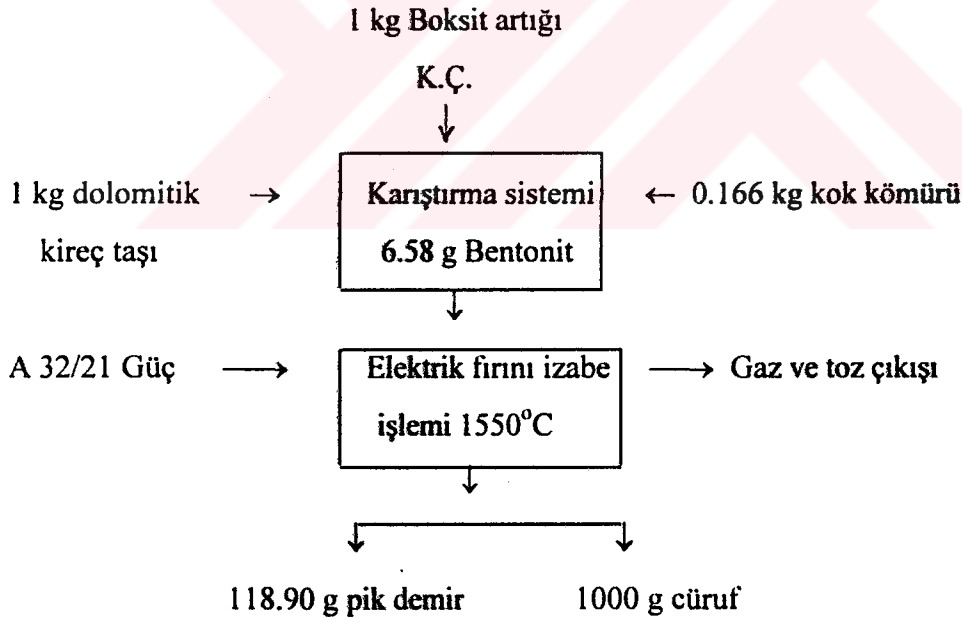 1 kg Boksit artığı
K.Ç.
1 kg dolomitik → Karıştırma sistemi ← 0.166 kg kok kömürü
kireç taşı 6.58 g Bentonit
A 32/21 Güç → Elektrik fırını izabe → Gaz ve toz çıkışı
işlemi 1550°C
118.90 g pik demir 1000 g cüruf